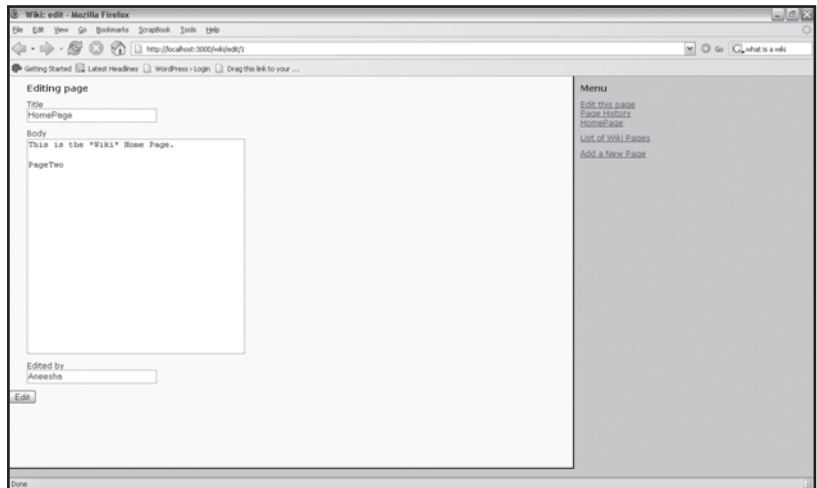 Wiki: edit - Mozilla Firefox
File Edit View Go Bookmarks ScrapBook Tools Help
http://localhost:3000/wiki/edit/1
Go
what is a wiki
Getting Started Latest Headlines WordPress › Login Drag this link to your ...
Editing page
Title
HomePage
Body
This is the *Wiki* Home Page.
PageTwo
Edited by
Aneesha
Edit
Menu
Edit this page
Page History
HomePage
List of Wiki Pages
Add a New Page
Done